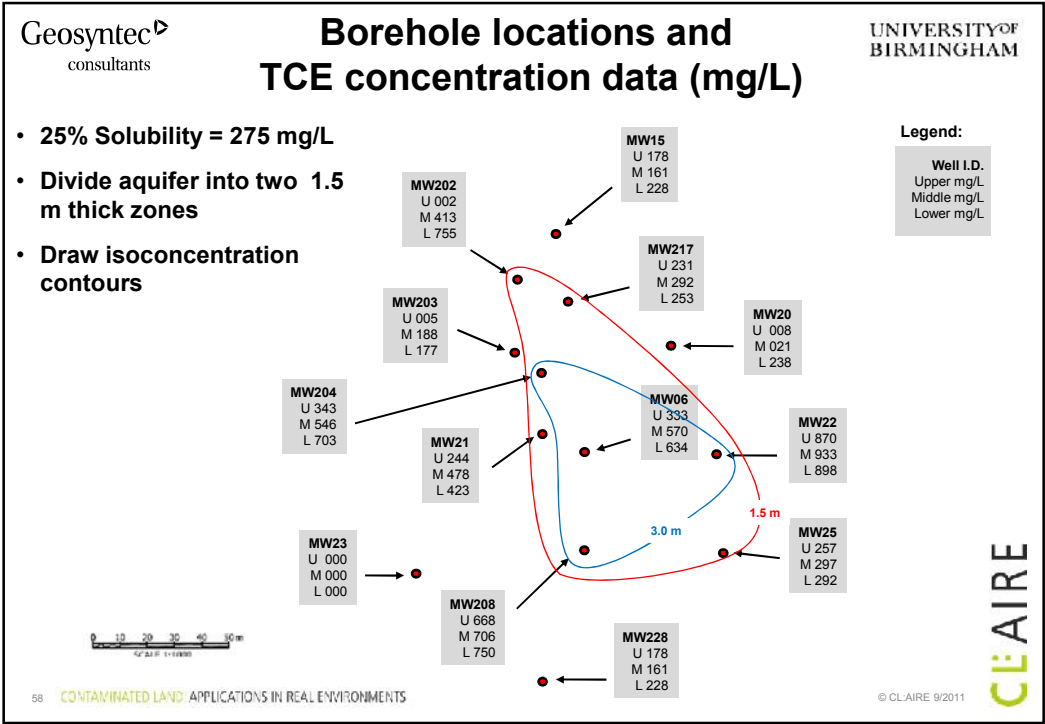 Geosyntec
consultants
Borehole locations and
TCE concentration data (mg/L)
UNIVERSITY OF
BIRMINGHAM
• 25% Solubility = 275 mg/L
• Divide aquifer into two 1.5
m thick zones
• Draw isoconcentration
contours
Legend:
Well I.D.
Upper mg/L
Middle mg/L
Lower mg/L
MW15
U 178
M 161
L 228
MW202
U 002
M 413
L 755
MW217
U 231
M 292
L 253
MW203
U 005
M 188
L 177
MW20
U 008
M 021
L 238
MW204
U 343
M 546
L 703
MW06
U 333
M 570
L 634
MW22
U 870
M 933
L 898
MW21
U 244
M 478
L 423
1.5 m
3.0 m
MW25
U 257
M 297
L 292
MW23
U 000
M 000
L 000
MW208
U 668
M 706
L 750
MW228
U 178
M 161
L 228
0 10 20 30 40 50 m
SCALE 1:1000
58 CONTAMINATED LAND: APPLICATIONS IN REAL ENVIRONMENTS
© CL:AIRE 9/2011
CL:AIRE